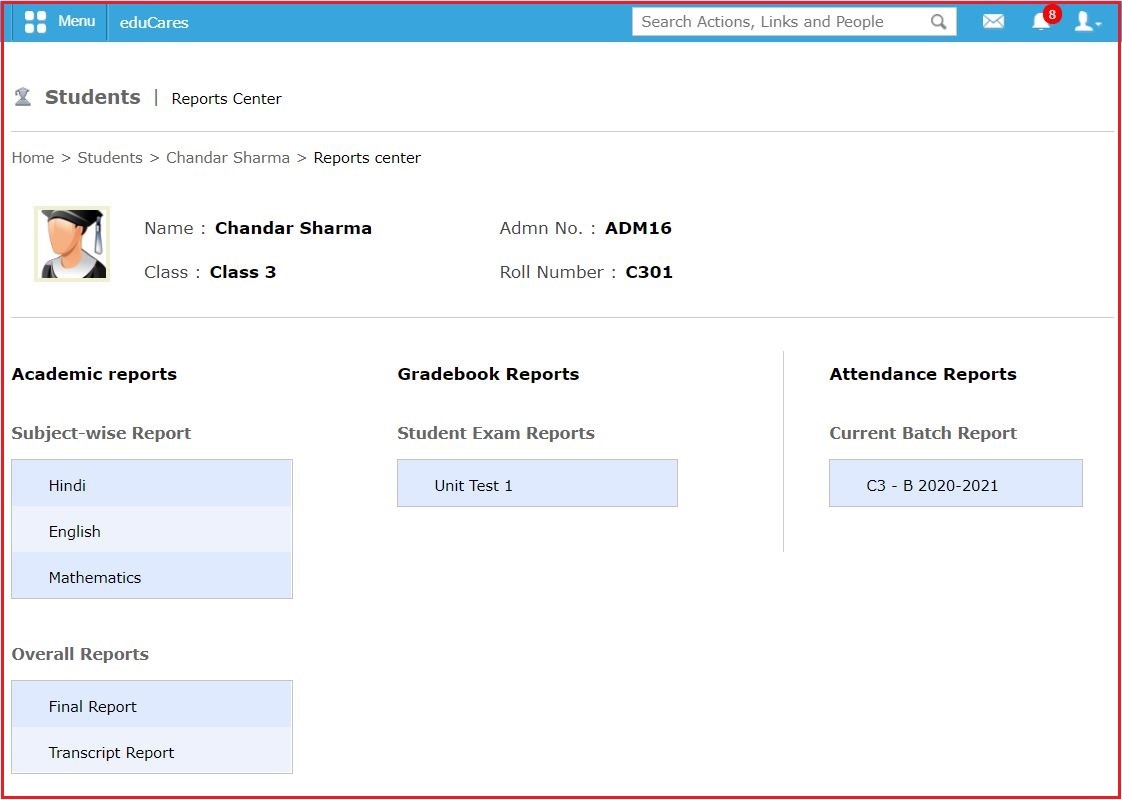 Menu eduCares Search Actions, Links and People 8
Students | Reports Center
Home > Students > Chandar Sharma > Reports center
Name : Chandar Sharma Admn No. : ADM16
Class : Class 3 Roll Number : C301
Academic reports
Subject-wise Report
Hindi
English
Mathematics
Overall Reports
Final Report
Transcript Report
Gradebook Reports
Student Exam Reports
Unit Test 1
Attendance Reports
Current Batch Report
C3 - B 2020-2021